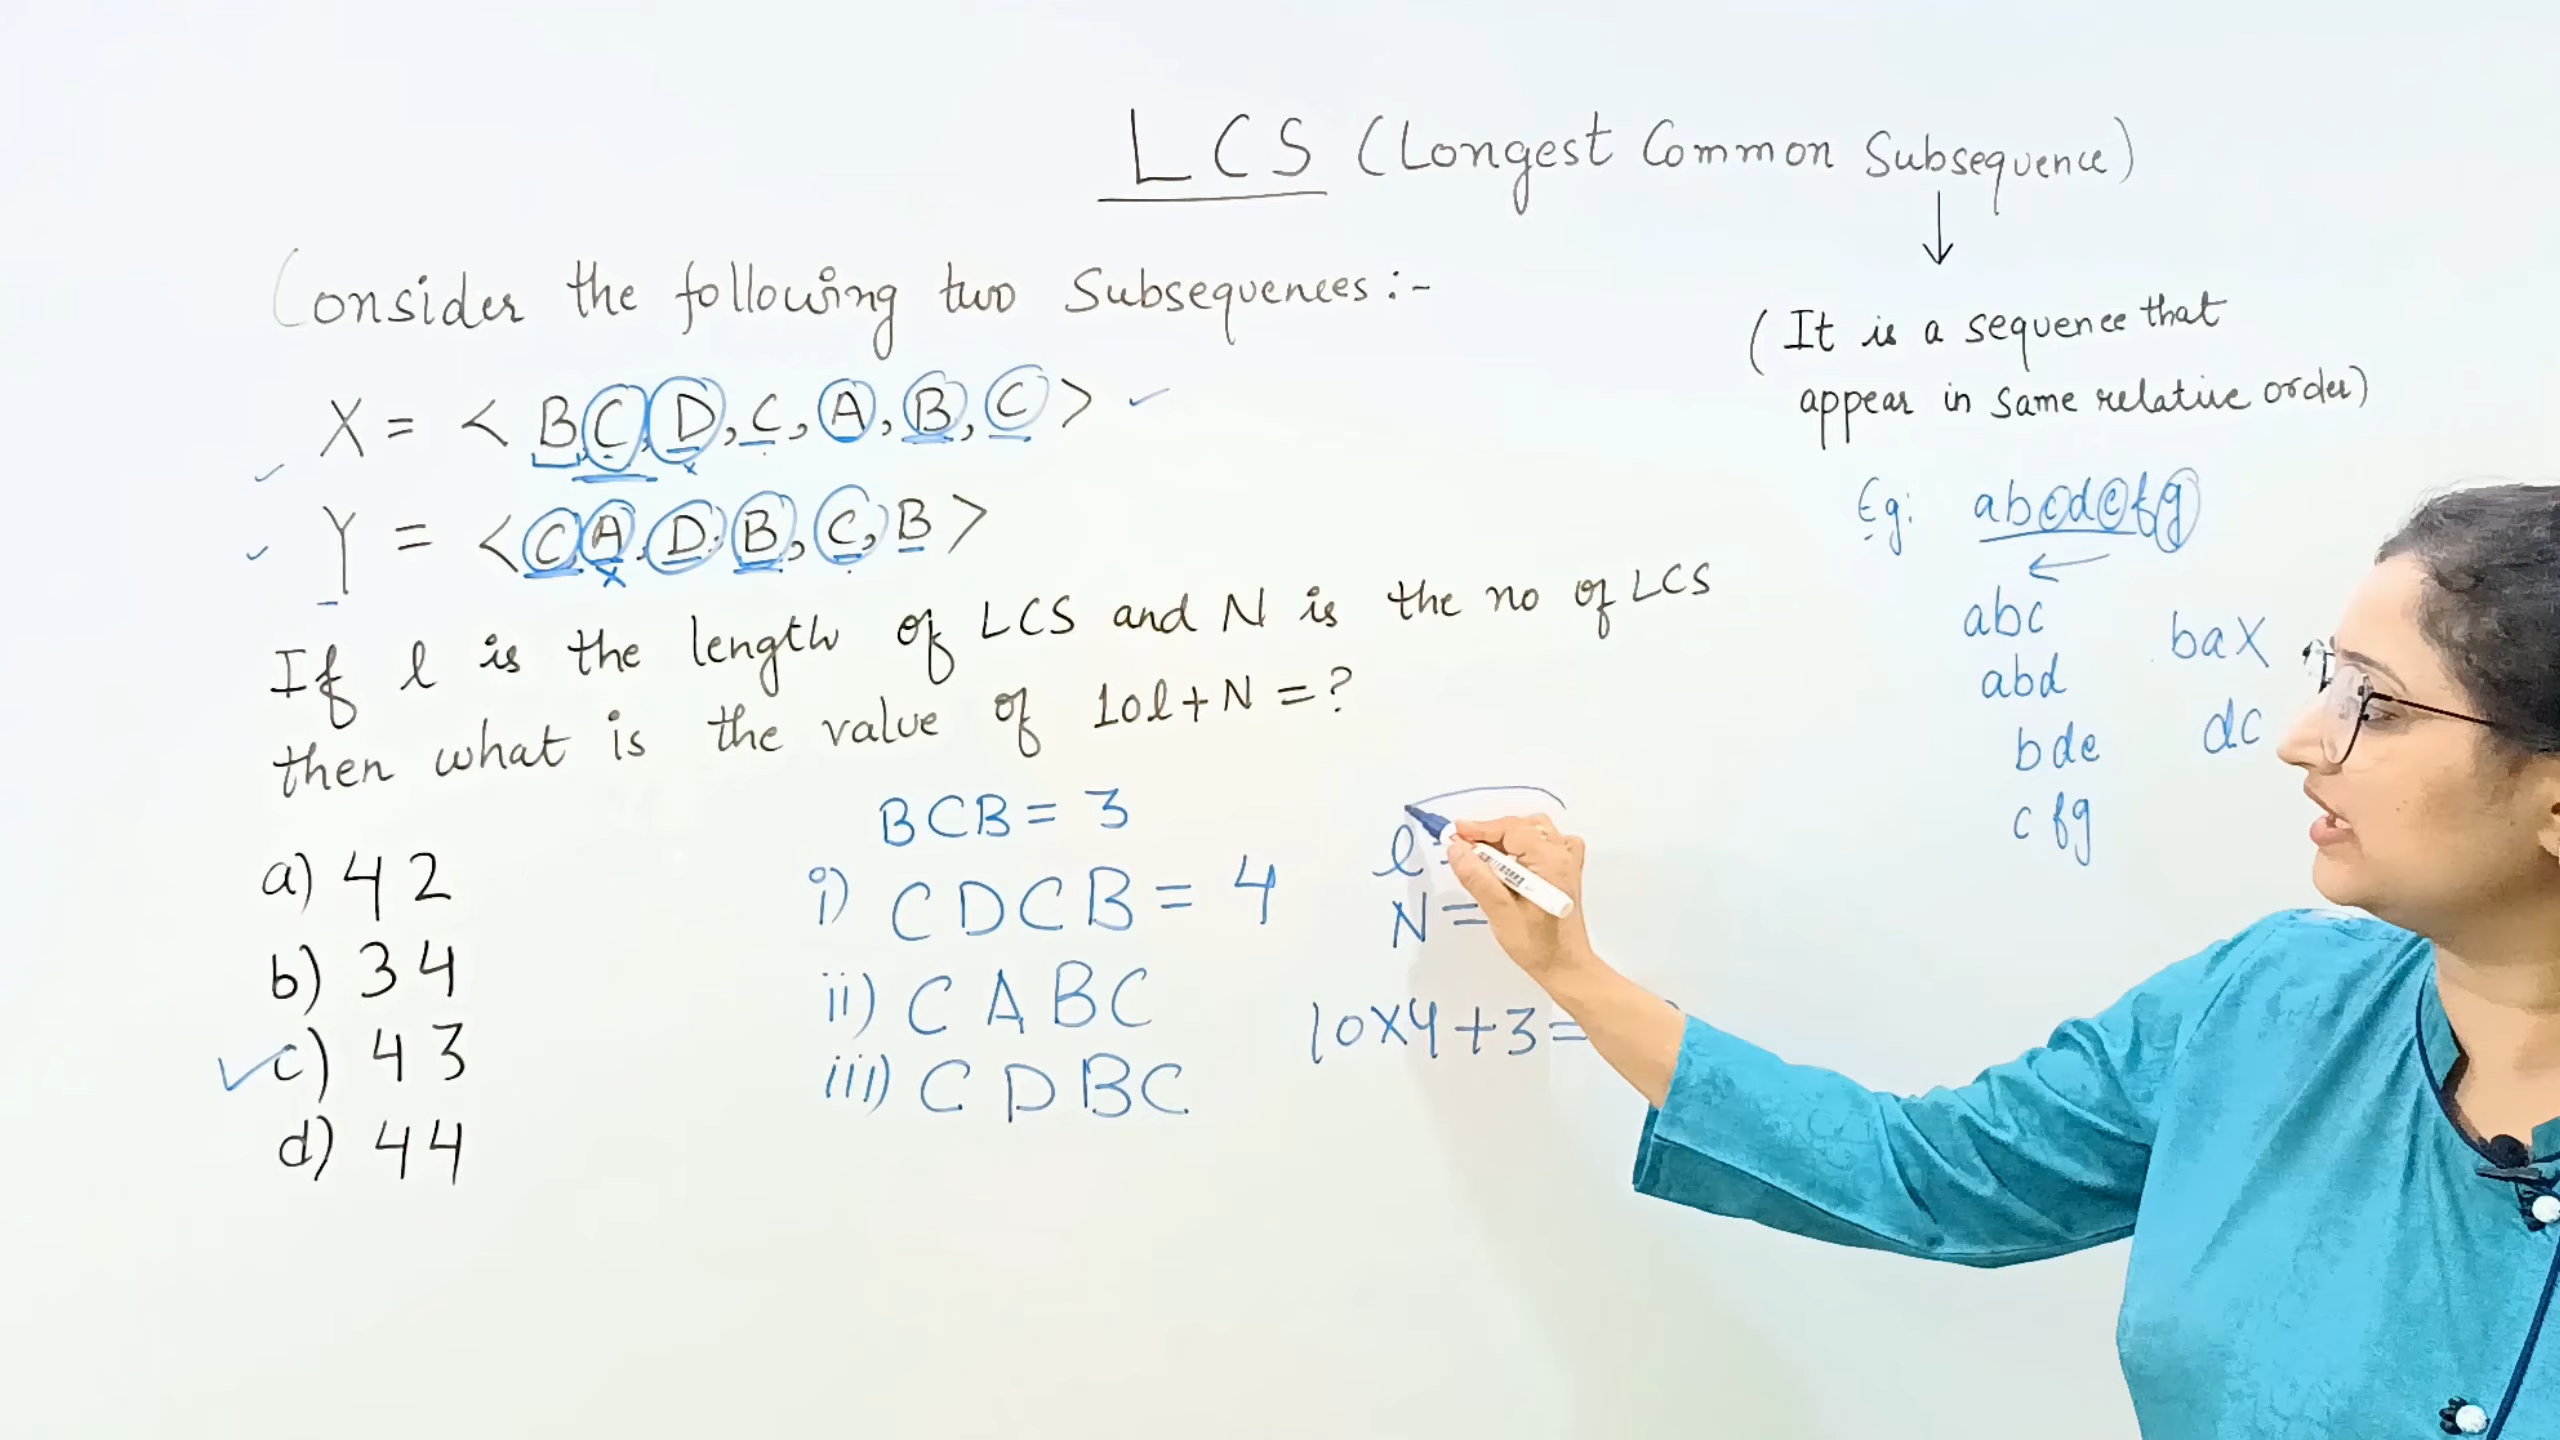 LCS (Longest Common Subsequence)
Consider the following two Subsequences:-
X = < B, C, D, C, A, B, C >
Y = < C, A, D, B, C, B >
If l is the length of LCS and N is the no of LCS
then what is the value of 10l + N = ?
a) 42
b) 34
c) 43
d) 44
BCB = 3
i) CDCB = 4
ii) CABC
iii) CDBC
l
N =
10X4+3=
(It is a sequence that
appear in same relative order)
Eg: abcdefg
abc
abd
bde
cfg
bax
dc